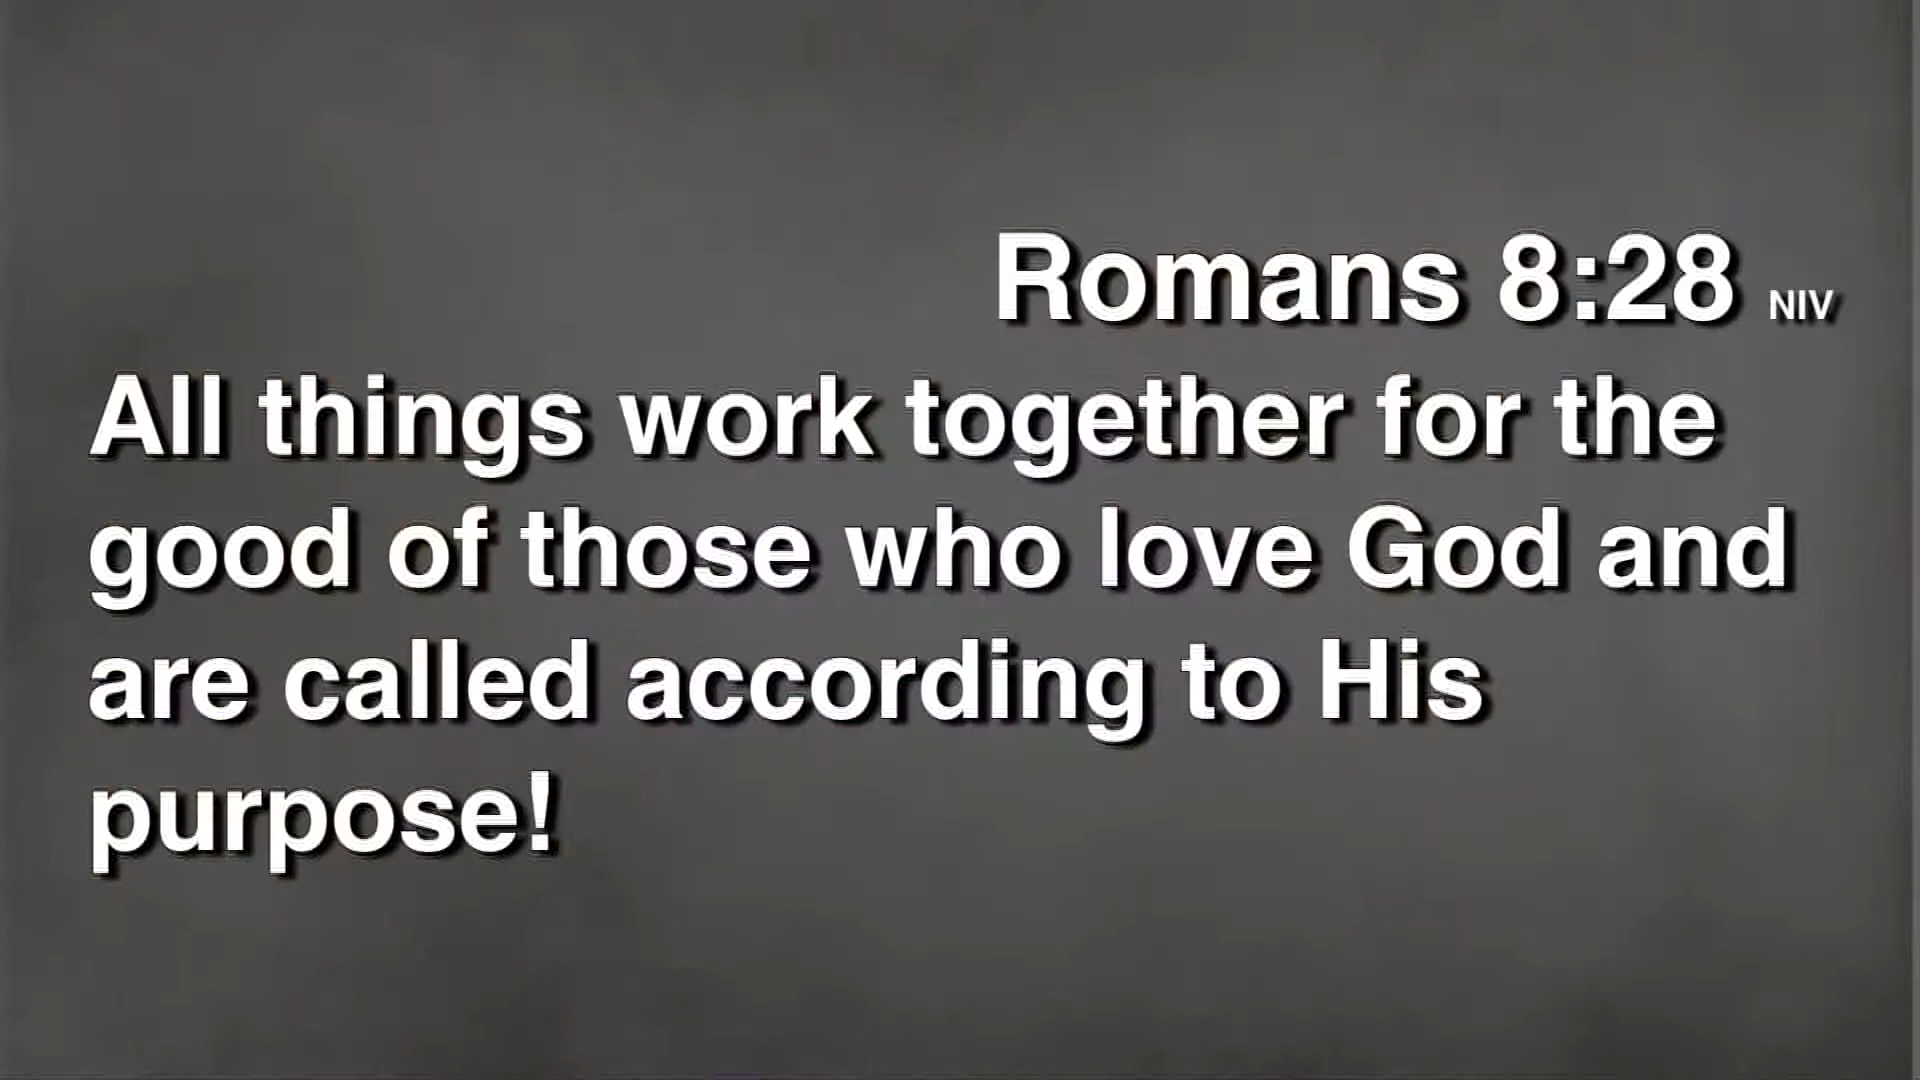 Romans 8:28 NIV
All things work together for the
good of those who love God and
are called according to His
purpose!